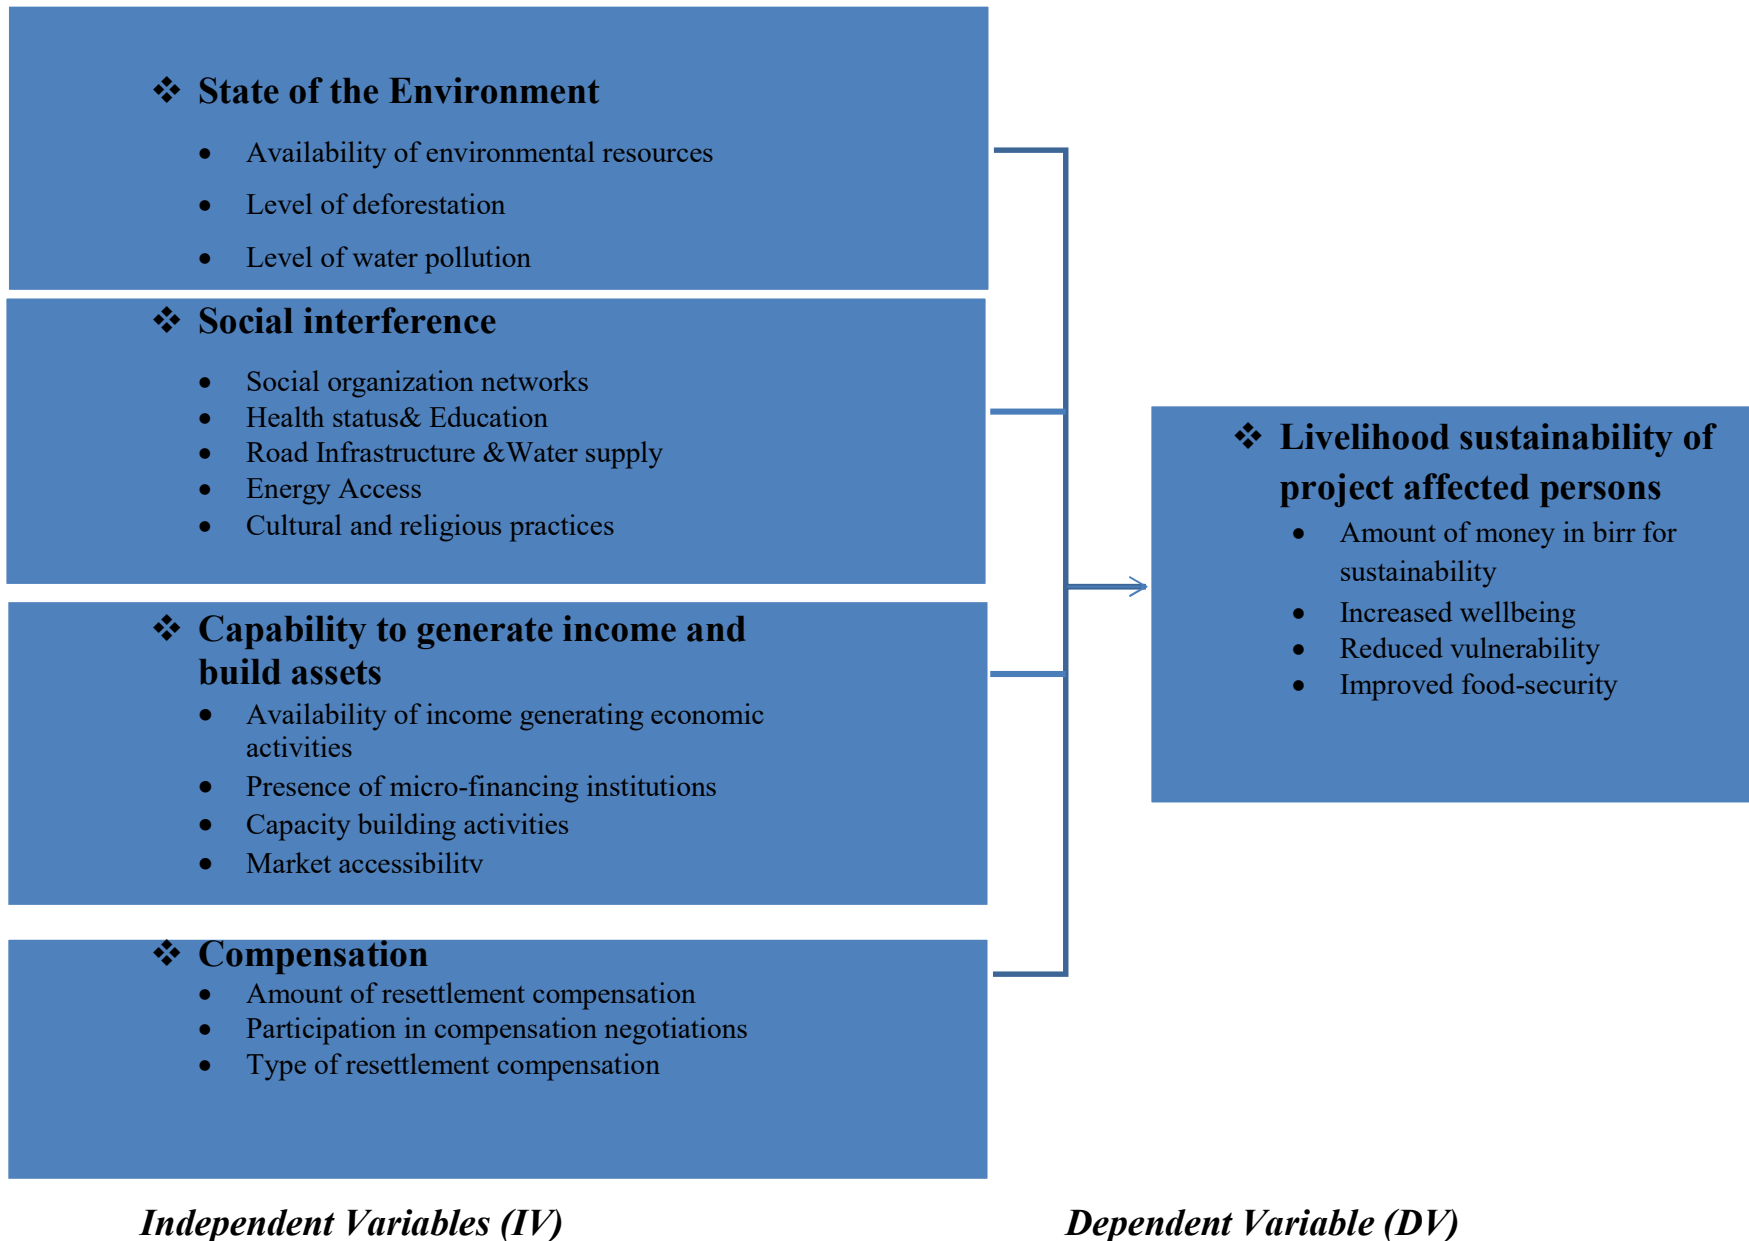 ❖ State of the Environment
• Availability of environmental resources
• Level of deforestation
• Level of water pollution
❖ Social interference
• Social organization networks
• Health status& Education
• Road Infrastructure &Water supply
• Energy Access
• Cultural and religious practices
❖ Capability to generate income and
build assets
• Availability of income generating economic
activities
• Presence of micro-financing institutions
• Capacity building activities
• Market accessibility
❖ Compensation
• Amount of resettlement compensation
• Participation in compensation negotiations
• Type of resettlement compensation
❖ Livelihood sustainability of
project affected persons
• Amount of money in birr for
sustainability
• Increased wellbeing
• Reduced vulnerability
• Improved food-security
Independent Variables (IV)
Dependent Variable (DV)